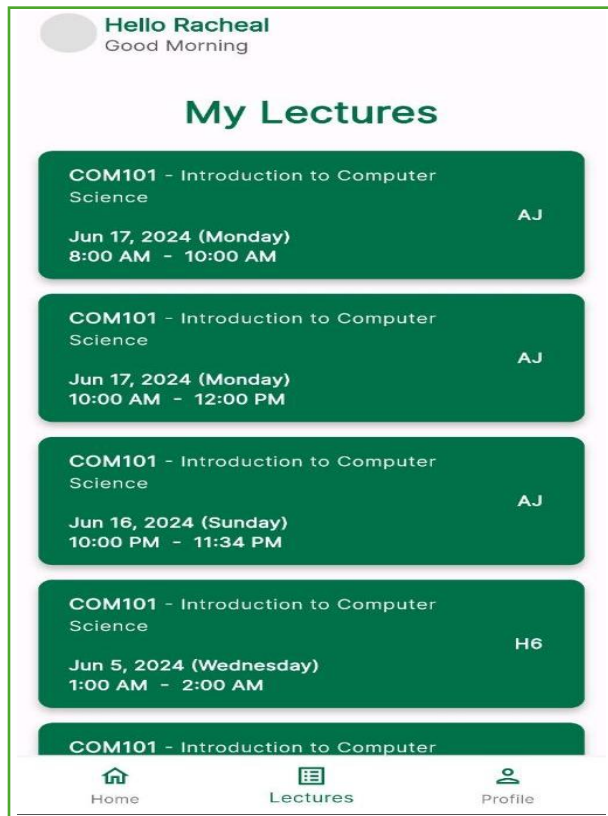 Hello Racheal
Good Morning
My Lectures
COM101 - Introduction to Computer
Science
AJ
Jun 17, 2024 (Monday)
8:00 AM - 10:00 AM
COM101 - Introduction to Computer
Science
AJ
Jun 17, 2024 (Monday)
10:00 AM - 12:00 PM
COM101 - Introduction to Computer
Science
AJ
Jun 16, 2024 (Sunday)
10:00 PM - 11:34 PM
COM101 - Introduction to Computer
Science
H6
Jun 5, 2024 (Wednesday)
1:00 AM - 2:00 AM
COM101 - Introduction to Computer
Home
Lectures
Profile